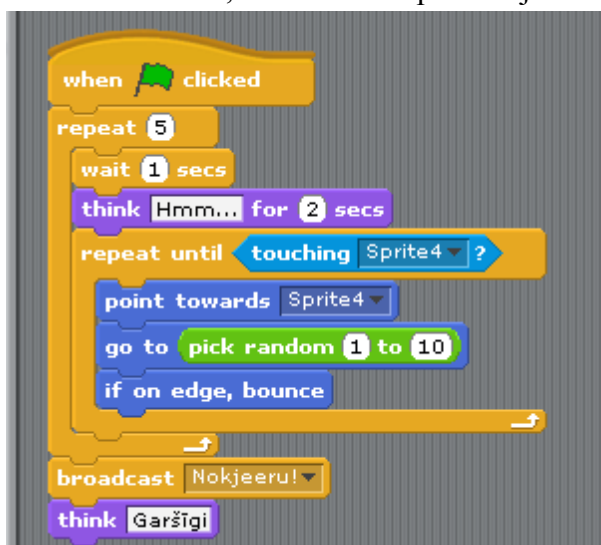 when clicked
repeat 5
wait 1 secs
think Hmm... for 2 secs
repeat until touching Sprite4 ?
point towards Sprite4
go to pick random 1 to 10
if on edge, bounce
broadcast Nokjeeru!
think Garšīgi